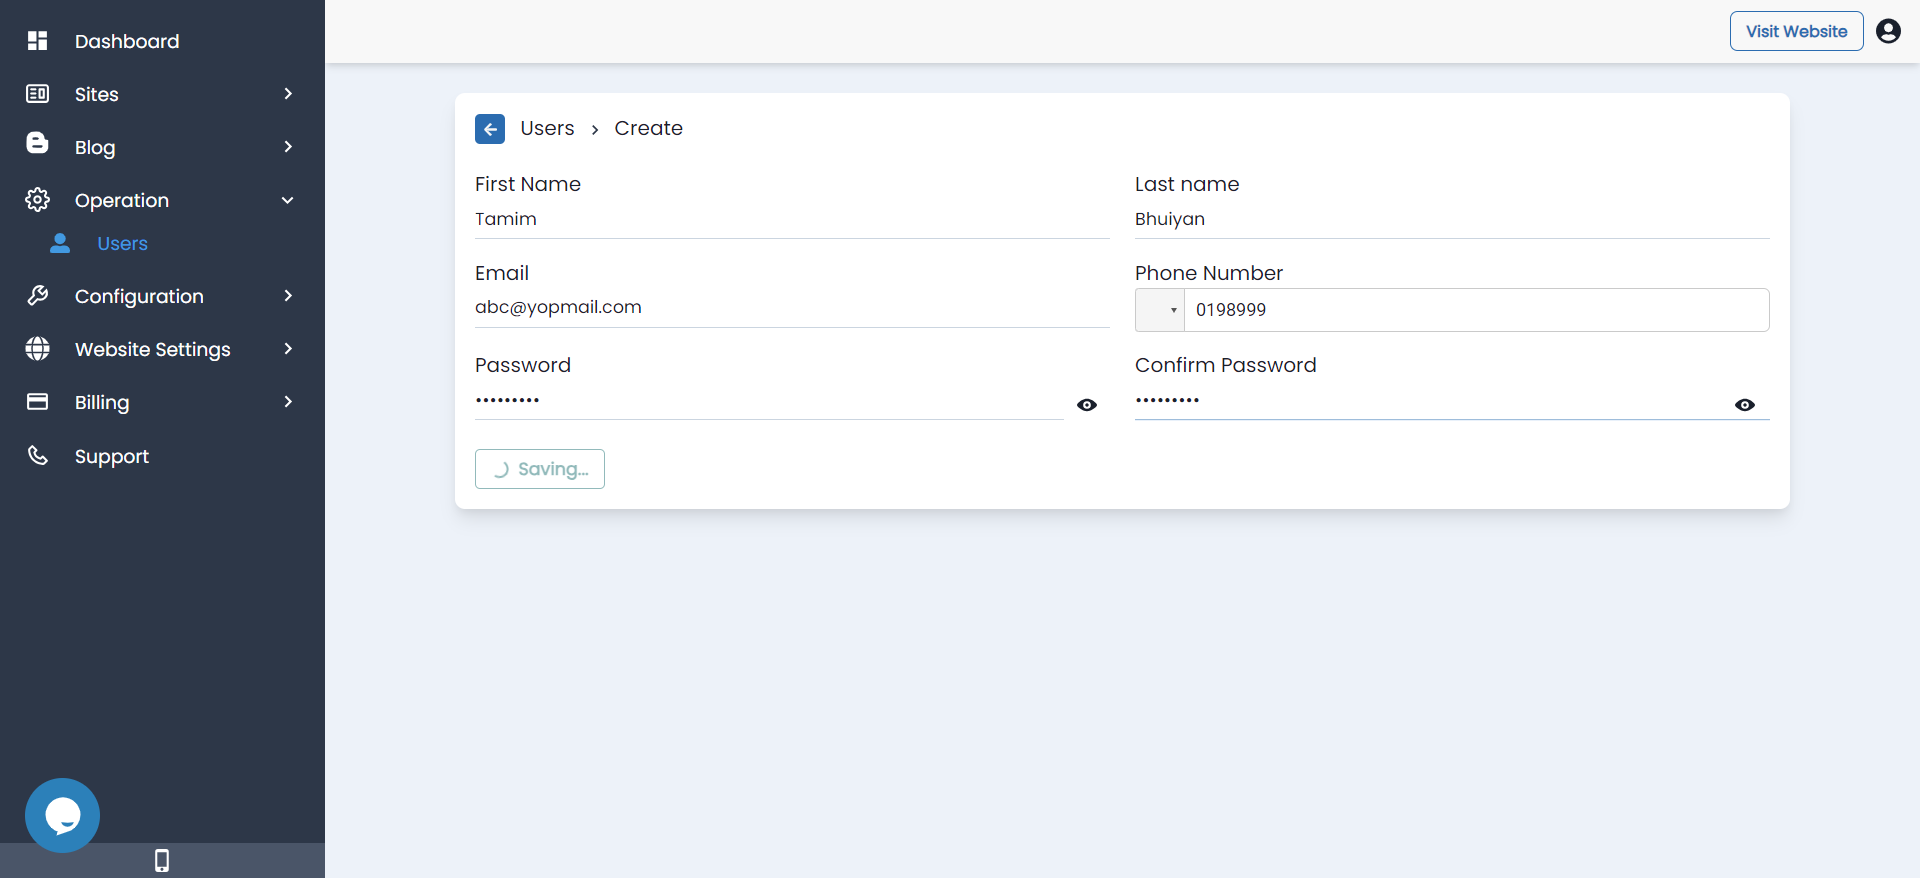 Dashboard
Sites
Blog
Operation
Users
Configuration
Website Settings
Billing
Support
Visit Website
Users › Create
First Name
Tamim
Last name
Bhuiyan
Email
abc@yopmail.com
Phone Number
0198999
Password
•••••••••
Confirm Password
•••••••••
Saving...